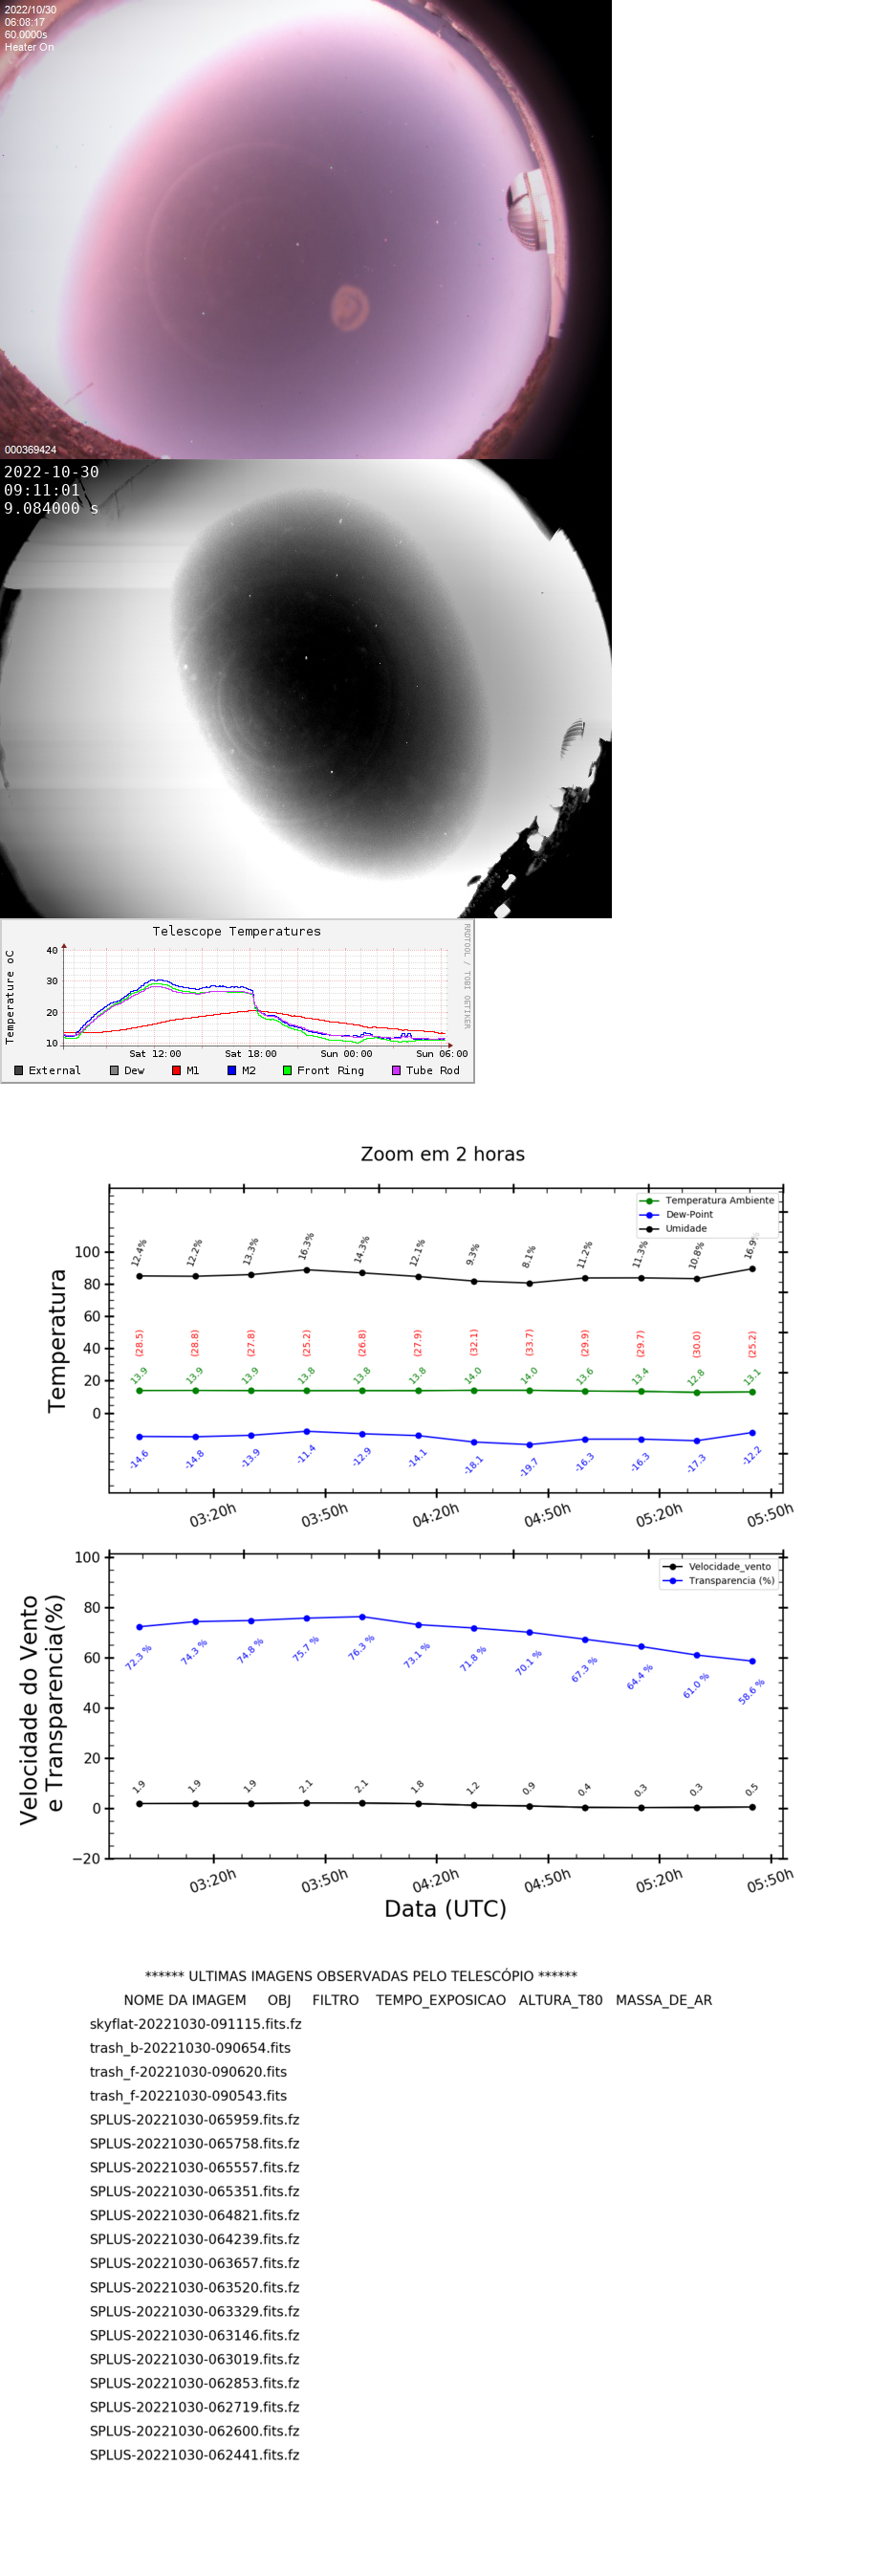 2022/10/30
06:08:17
60.0000s
Heater On
000369424
2022-10-30
09:11:01
9.084000 s
Telescope Temperatures
RRDTOOL / TOBI OETIKER
Temperature oC
40
30
20
10
Sat 12:00 Sat 18:00 Sun 00:00 Sun 06:00
External Dew M1 M2 Front Ring Tube Rod
Zoom em 2 horas
Temperatura
Temperatura Ambiente
Dew-Point
Umidade
100
80
60
40
20
0
12.4% 12.2% 13.3% 16.3% 14.3% 12.1% 9.3% 8.1% 11.2% 11.3% 10.8% 16.9%
(28.5) (28.8) (27.8) (25.2) (26.8) (27.9) (32.1) (33.7) (29.9) (29.7) (30.0) (25.2)
13.9 13.9 13.9 13.8 13.8 13.8 14.0 14.0 13.6 13.4 12.8 13.1
-14.6 -14.8 -13.9 -11.4 -12.9 -14.1 -18.1 -19.7 -16.3 -16.3 -17.3 -12.2
03:20h 03:50h 04:20h 04:50h 05:20h 05:50h
Velocidade do Vento
e Transparencia(%)
Velocidade_vento
Transparencia (%)
100
80
60
40
20
0
−20
72.3 % 74.3 % 74.8 % 75.7 % 76.3 % 73.1 % 71.8 % 70.1 % 67.3 % 64.4 % 61.0 % 58.6 %
1.9 1.9 1.9 2.1 2.1 1.8 1.2 0.9 0.4 0.3 0.3 0.5
03:20h 03:50h 04:20h 04:50h 05:20h 05:50h
Data (UTC)
****** ULTIMAS IMAGENS OBSERVADAS PELO TELESCÓPIO ******
NOME DA IMAGEM OBJ FILTRO TEMPO_EXPOSICAO ALTURA_T80 MASSA_DE_AR
skyflat-20221030-091115.fits.fz
trash_b-20221030-090654.fits
trash_f-20221030-090620.fits
trash_f-20221030-090543.fits
SPLUS-20221030-065959.fits.fz
SPLUS-20221030-065758.fits.fz
SPLUS-20221030-065557.fits.fz
SPLUS-20221030-065351.fits.fz
SPLUS-20221030-064821.fits.fz
SPLUS-20221030-064239.fits.fz
SPLUS-20221030-063657.fits.fz
SPLUS-20221030-063520.fits.fz
SPLUS-20221030-063329.fits.fz
SPLUS-20221030-063146.fits.fz
SPLUS-20221030-063019.fits.fz
SPLUS-20221030-062853.fits.fz
SPLUS-20221030-062719.fits.fz
SPLUS-20221030-062600.fits.fz
SPLUS-20221030-062441.fits.fz